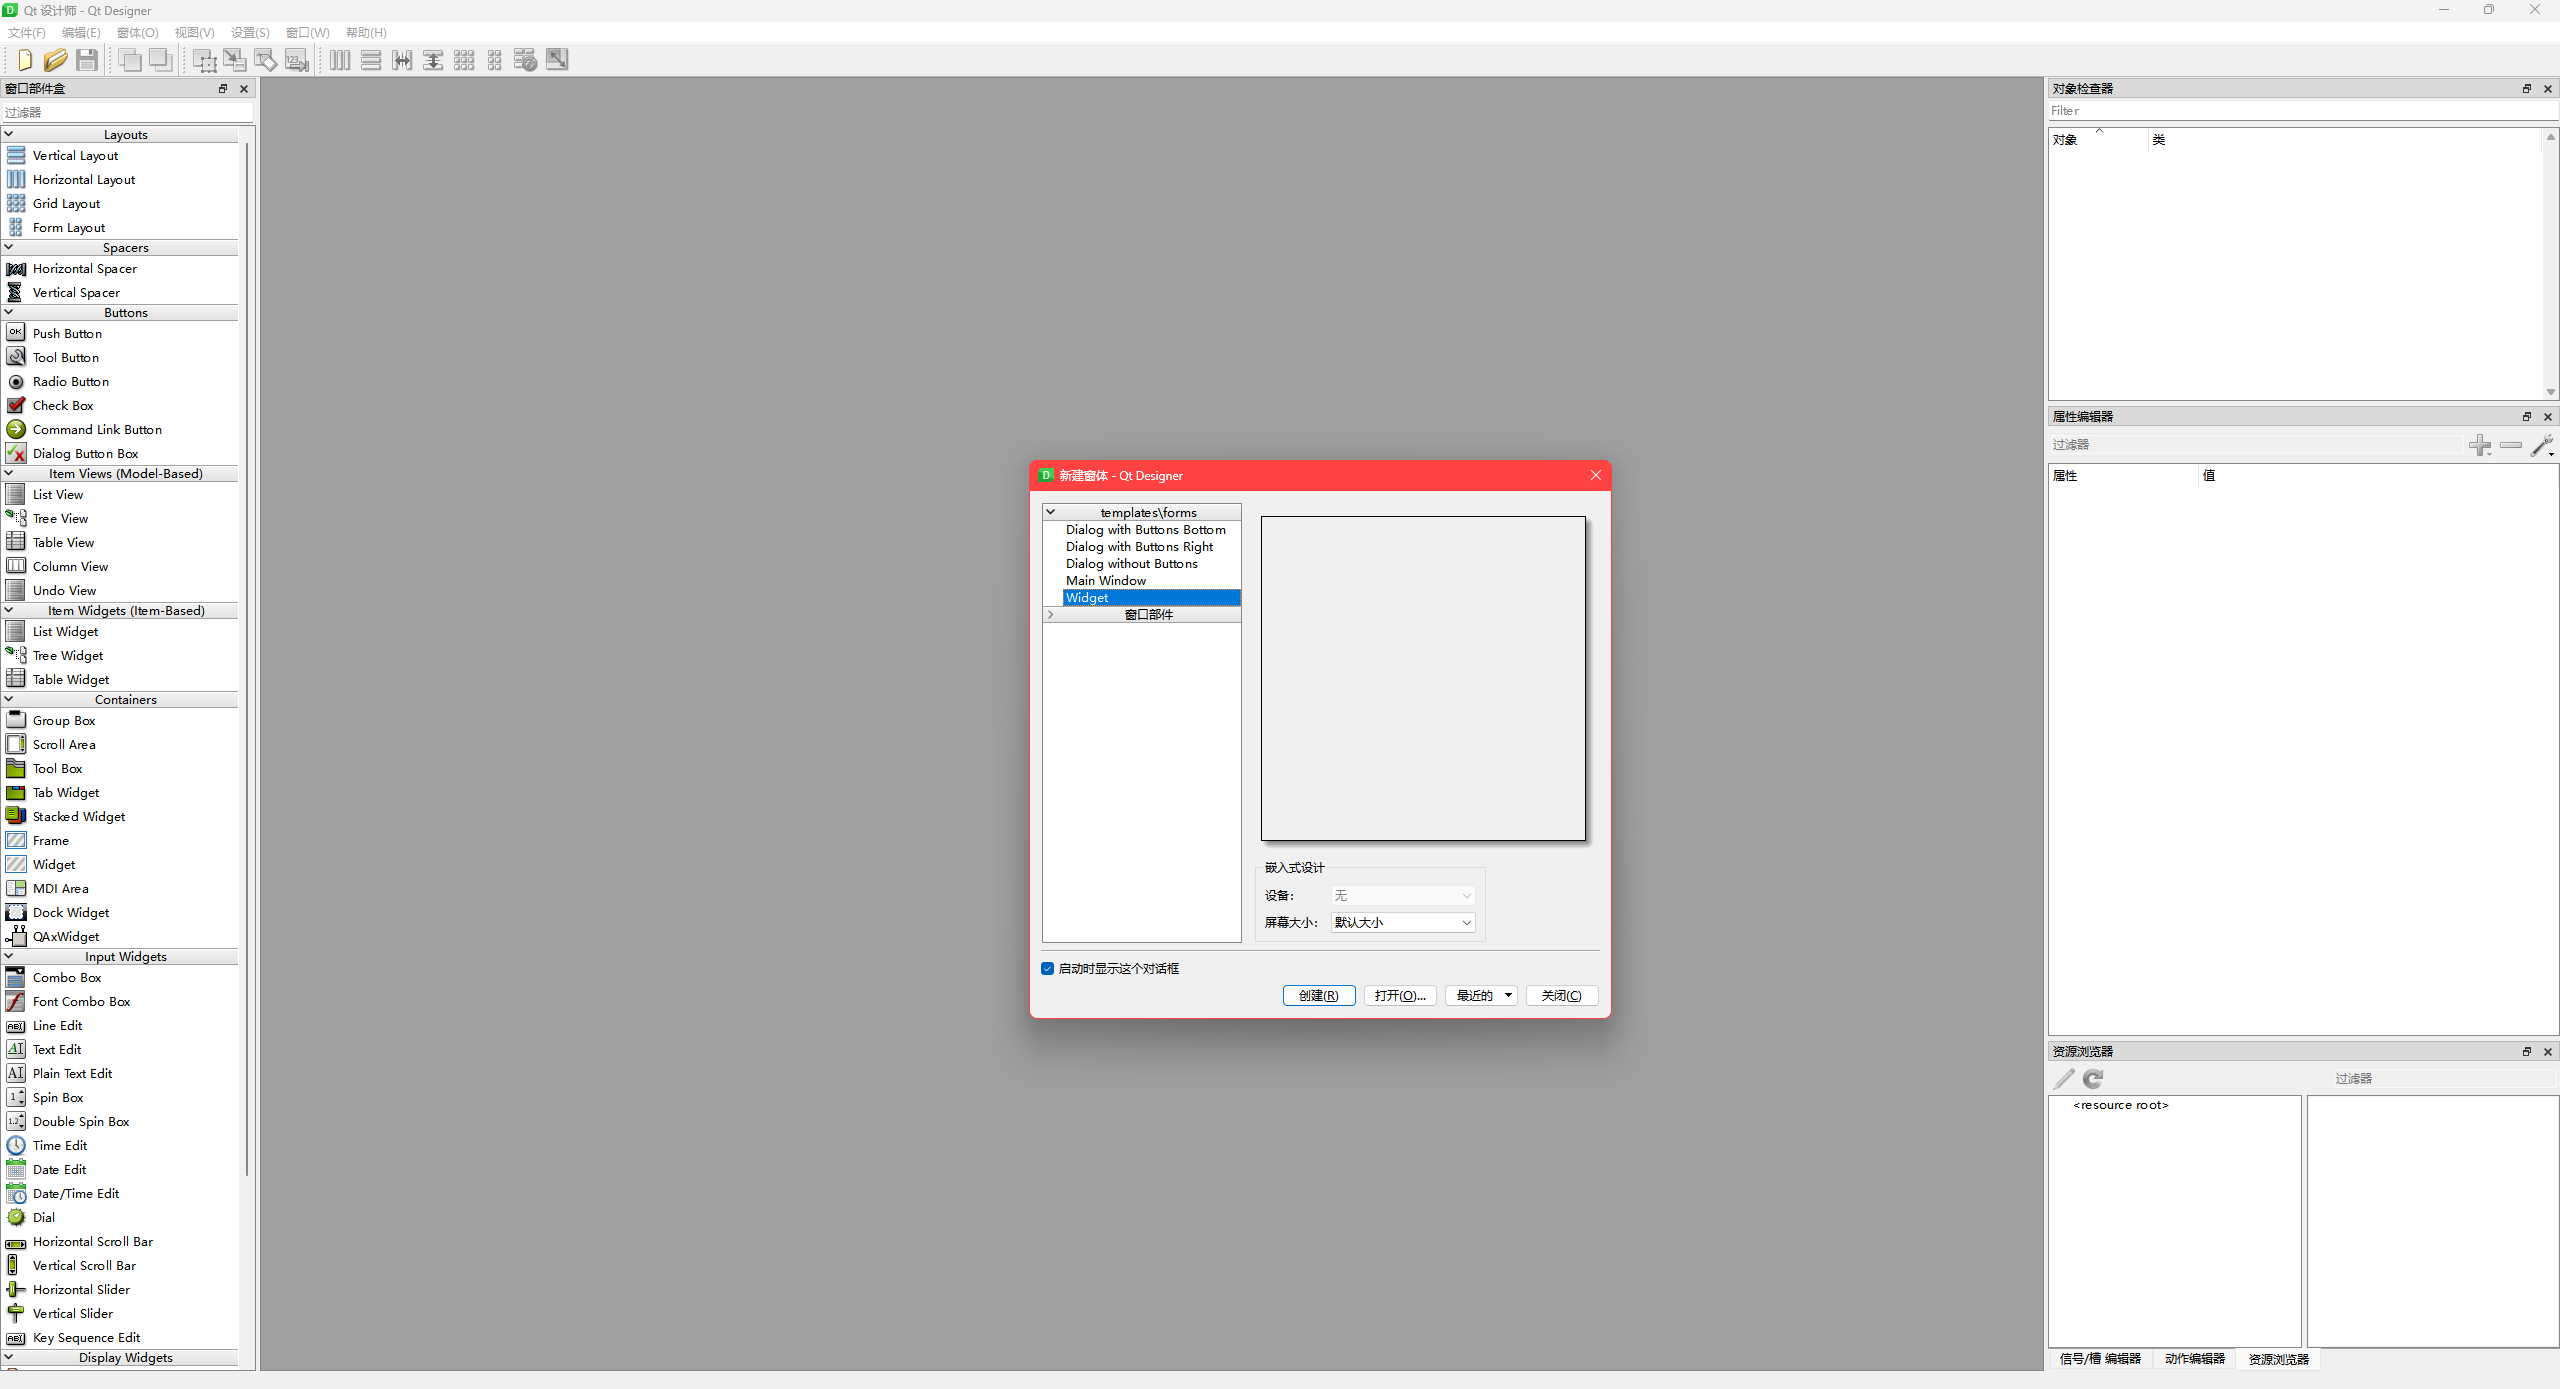 Qt 设计师 - Qt Designer
文件(F) 编辑(E) 窗体(O) 视图(V) 设置(S) 窗口(W) 帮助(H)
窗口部件盒
过滤器
Layouts
Vertical Layout
Horizontal Layout
Grid Layout
Form Layout
Spacers
Horizontal Spacer
Vertical Spacer
Buttons
Push Button
Tool Button
Radio Button
Check Box
Command Link Button
Dialog Button Box
Item Views (Model-Based)
List View
Tree View
Table View
Column View
Undo View
Item Widgets (Item-Based)
List Widget
Tree Widget
Table Widget
Containers
Group Box
Scroll Area
Tool Box
Tab Widget
Stacked Widget
Frame
Widget
MDI Area
Dock Widget
QAxWidget
Input Widgets
Combo Box
Font Combo Box
Line Edit
Text Edit
Plain Text Edit
Spin Box
Double Spin Box
Time Edit
Date Edit
Date/Time Edit
Dial
Horizontal Scroll Bar
Vertical Scroll Bar
Horizontal Slider
Vertical Slider
Key Sequence Edit
Display Widgets
新建窗体 - Qt Designer
templates\forms
Dialog with Buttons Bottom
Dialog with Buttons Right
Dialog without Buttons
Main Window
Widget
窗口部件
嵌入式设计
设备: 无
屏幕大小: 默认大小
启动时显示这个对话框
创建(R) 打开(O)... 最近的 关闭(C)
对象检查器
Filter
对象 类
属性编辑器
过滤器
属性 值
资源浏览器
过滤器
<resource root>
信号/槽 编辑器 动作编辑器 资源浏览器